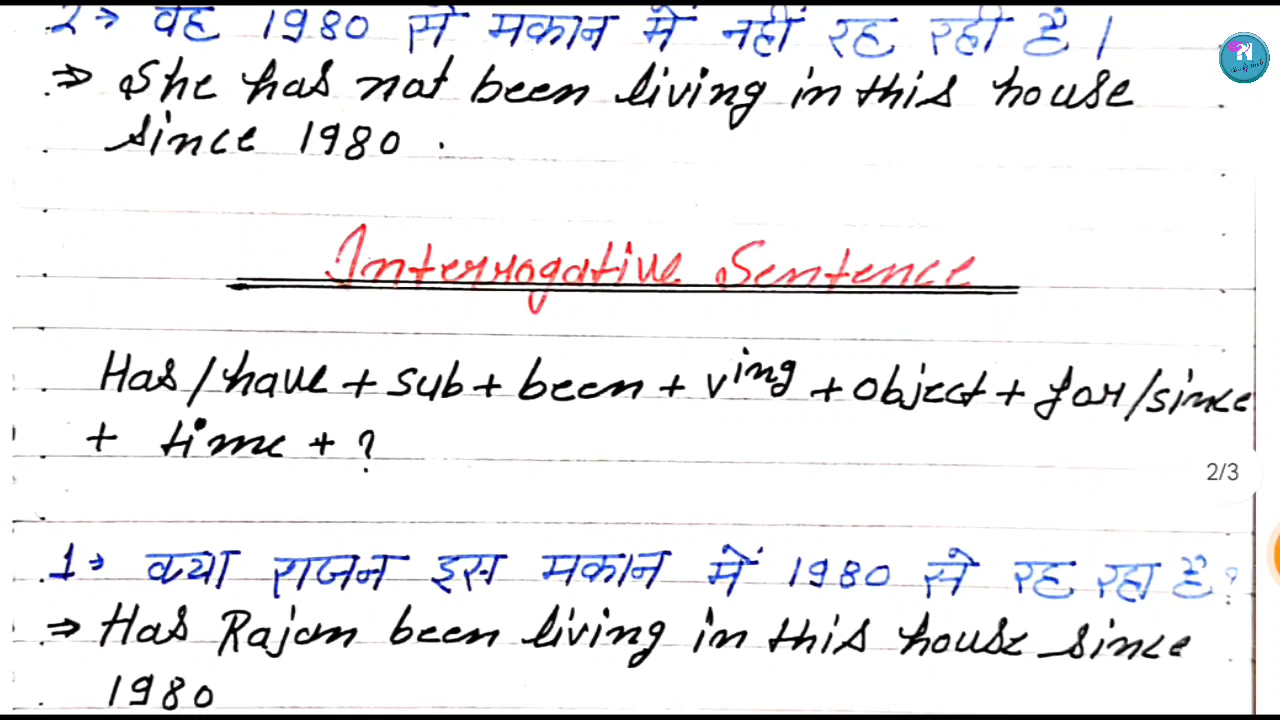 2→ वह 1980 से मकान में नहीं रह रही है।
⇒ She has not been living in this house
since 1980 .
Interrogative Sentence
Has/have + sub + been + ving + object + for/since
+ time + ?
2/3
1→ क्या राजन इस मकान में 1980 से रह रहा है?
⇒ Has Rajan been living in this house since
1980